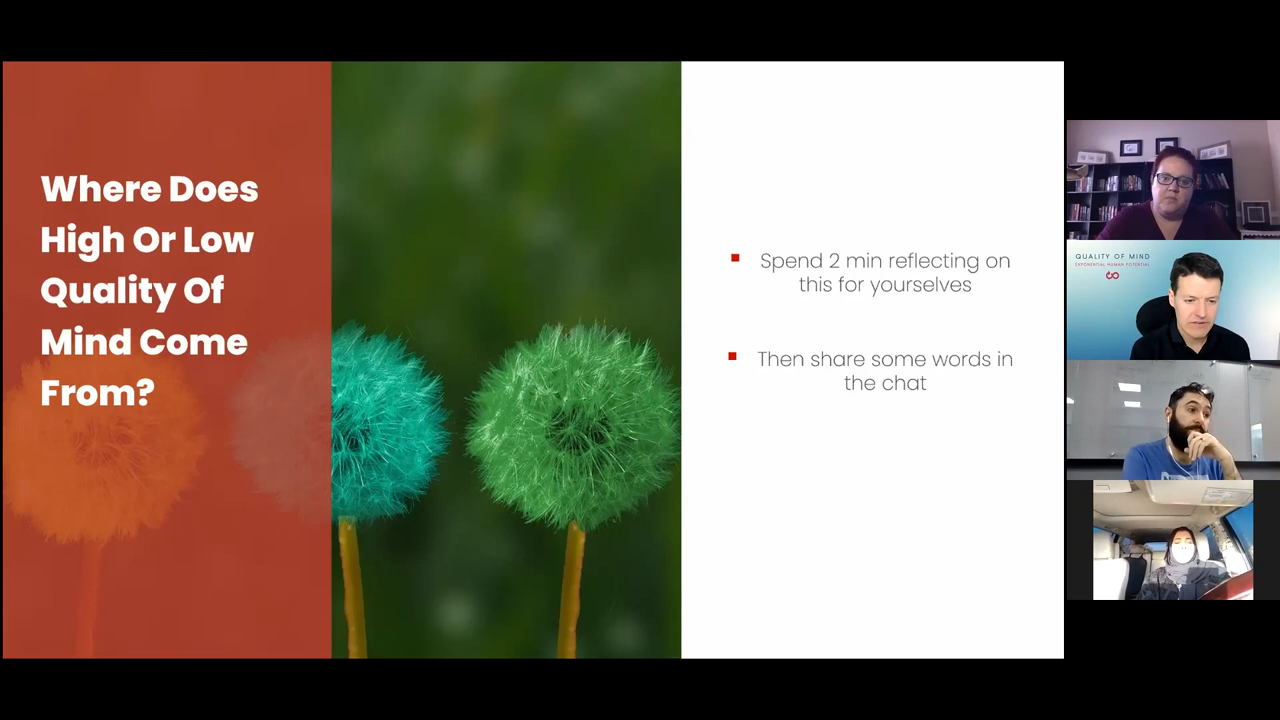 Where Does
High Or Low
Quality Of
Mind Come
From?
Spend 2 min reflecting on
this for yourselves
Then share some words in
the chat
QUALITY OF MIND
EXPONENTIAL HUMAN POTENTIAL